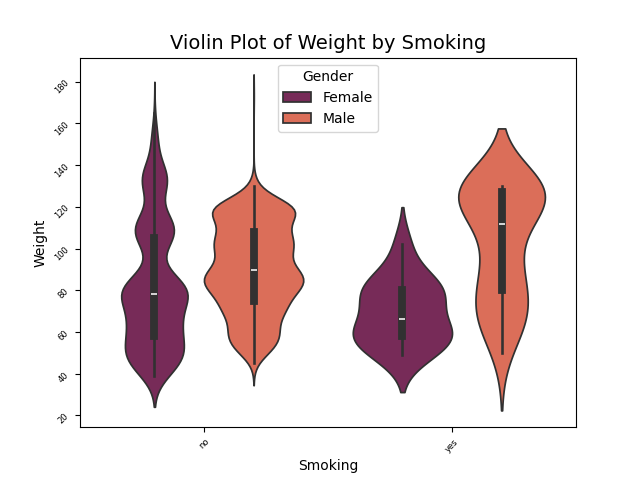 Violin Plot of Weight by Smoking
Gender
Female
Male
Weight
180
160
140
120
100
80
60
40
20
no
yes
Smoking